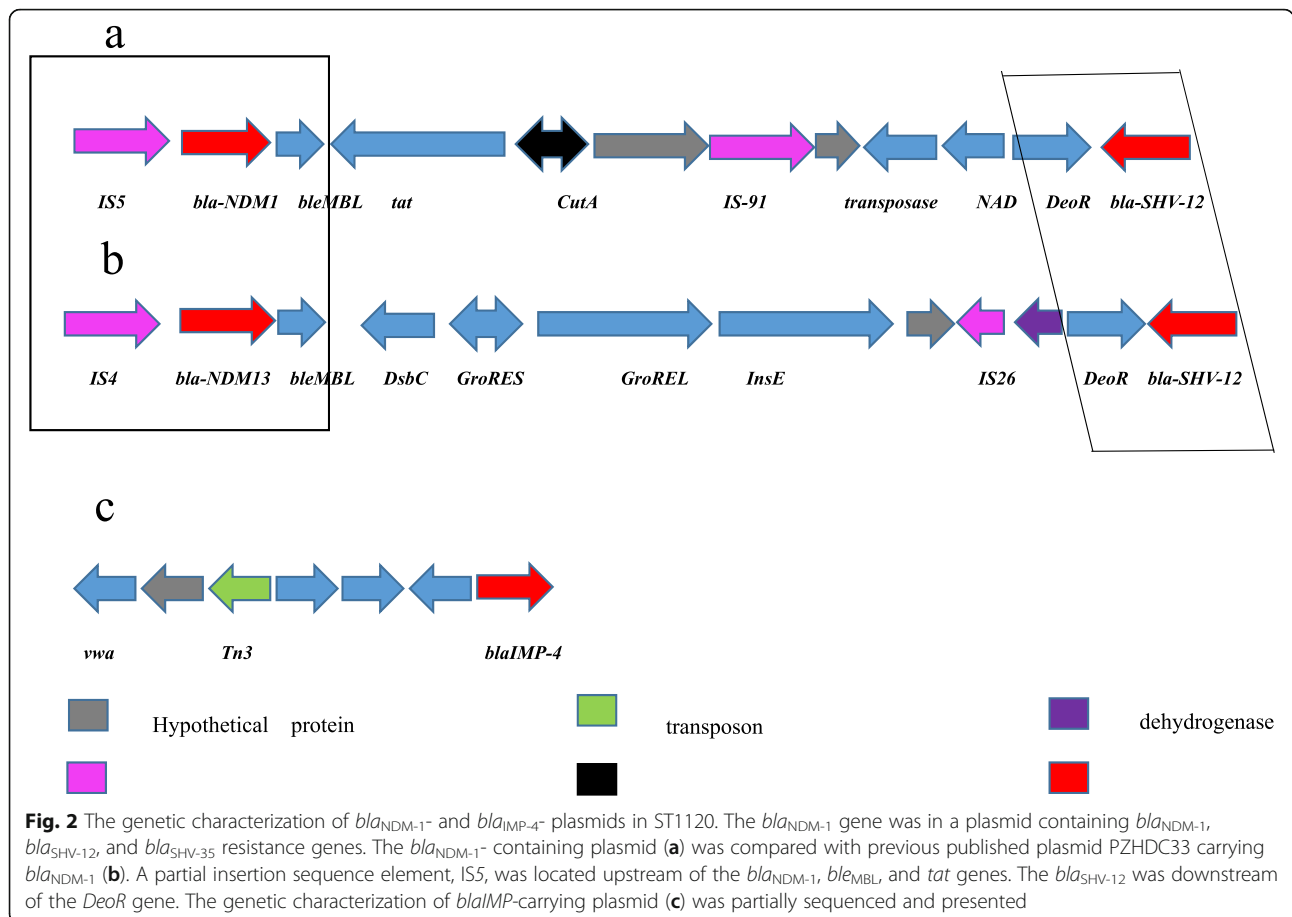 a
IS5 bla-NDM1 bleMBL tat CutA IS-91 transposase NAD DeoR bla-SHV-12
b
IS4 bla-NDM13 bleMBL DsbC GroRES GroREL InsE IS26 DeoR bla-SHV-12
c
vwa Tn3 blaIMP-4
Hypothetical protein transposon dehydrogenase
Fig. 2 The genetic characterization of blaNDM-1- and blaIMP-4- plasmids in ST1120. The blaNDM-1 gene was in a plasmid containing blaNDM-1,
blaSHV-12, and blaSHV-35 resistance genes. The blaNDM-1- containing plasmid (a) was compared with previous published plasmid PZHDC33 carrying
blaNDM-1 (b). A partial insertion sequence element, IS5, was located upstream of the blaNDM-1, bleMBL, and tat genes. The blaSHV-12 was downstream
of the DeoR gene. The genetic characterization of blaIMP-carrying plasmid (c) was partially sequenced and presented